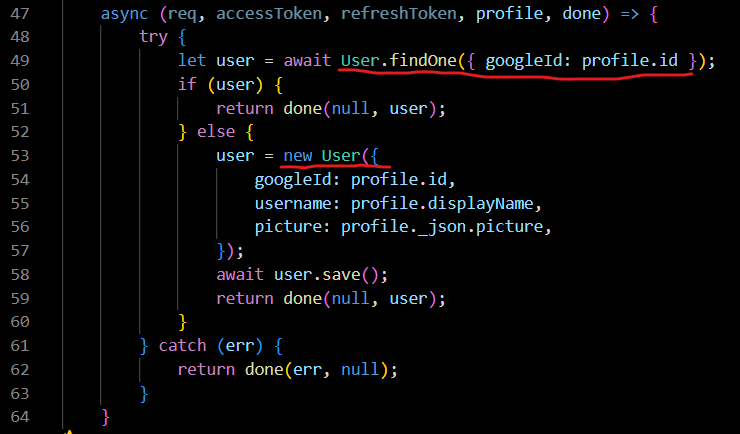 47 async (req, accessToken, refreshToken, profile, done) => {
48 try {
49 let user = await User.findOne({ googleId: profile.id });
50 if (user) {
51 return done(null, user);
52 } else {
53 user = new User({
54 googleId: profile.id,
55 username: profile.displayName,
56 picture: profile._json.picture,
57 });
58 await user.save();
59 return done(null, user);
60 }
61 } catch (err) {
62 return done(err, null);
63 }
64 }